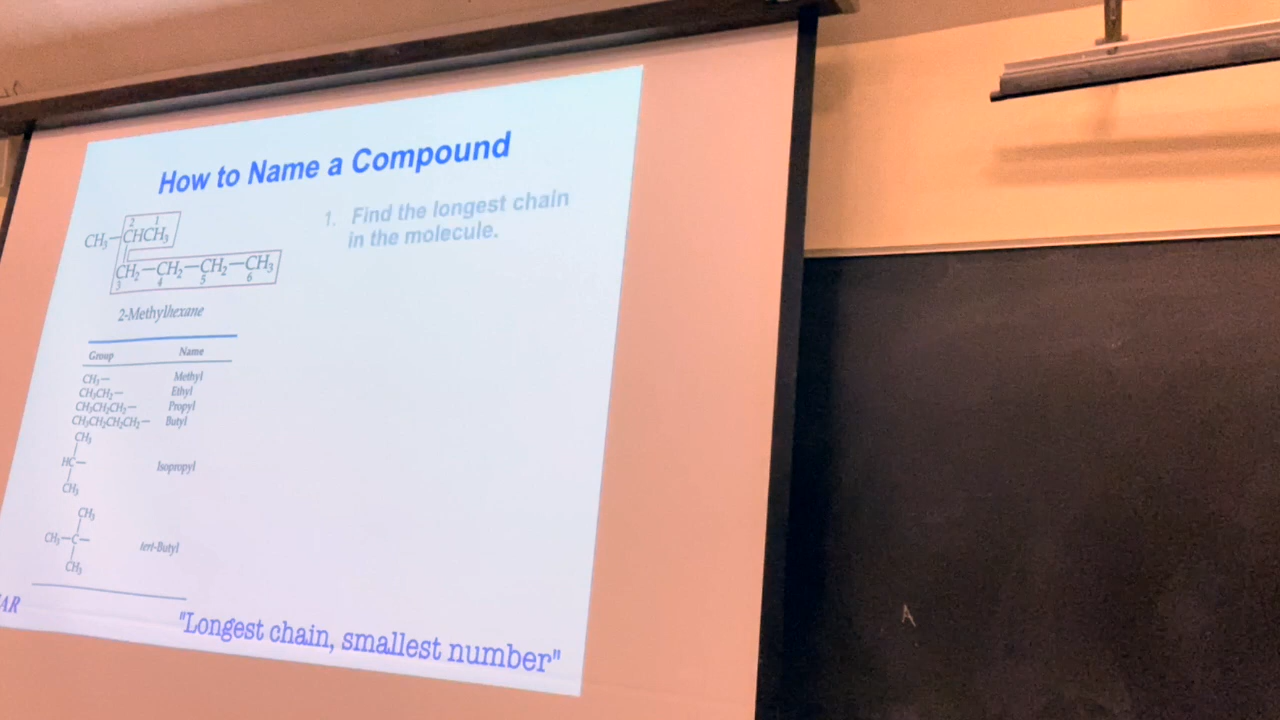 How to Name a Compound
1. Find the longest chain
in the molecule.
2 1
CH₃—CHCH₃
CH₂—CH₂—CH₂—CH₃
3 4 5 6
2-Methylhexane
Group Name
CH₃— Methyl
CH₃CH₂— Ethyl
CH₃CH₂CH₂— Propyl
CH₃CH₂CH₂CH₂— Butyl
CH₃
HC— Isopropyl
CH₃
CH₃
CH₃—C— tert-Butyl
CH₃
AR
"Longest chain, smallest number"
A